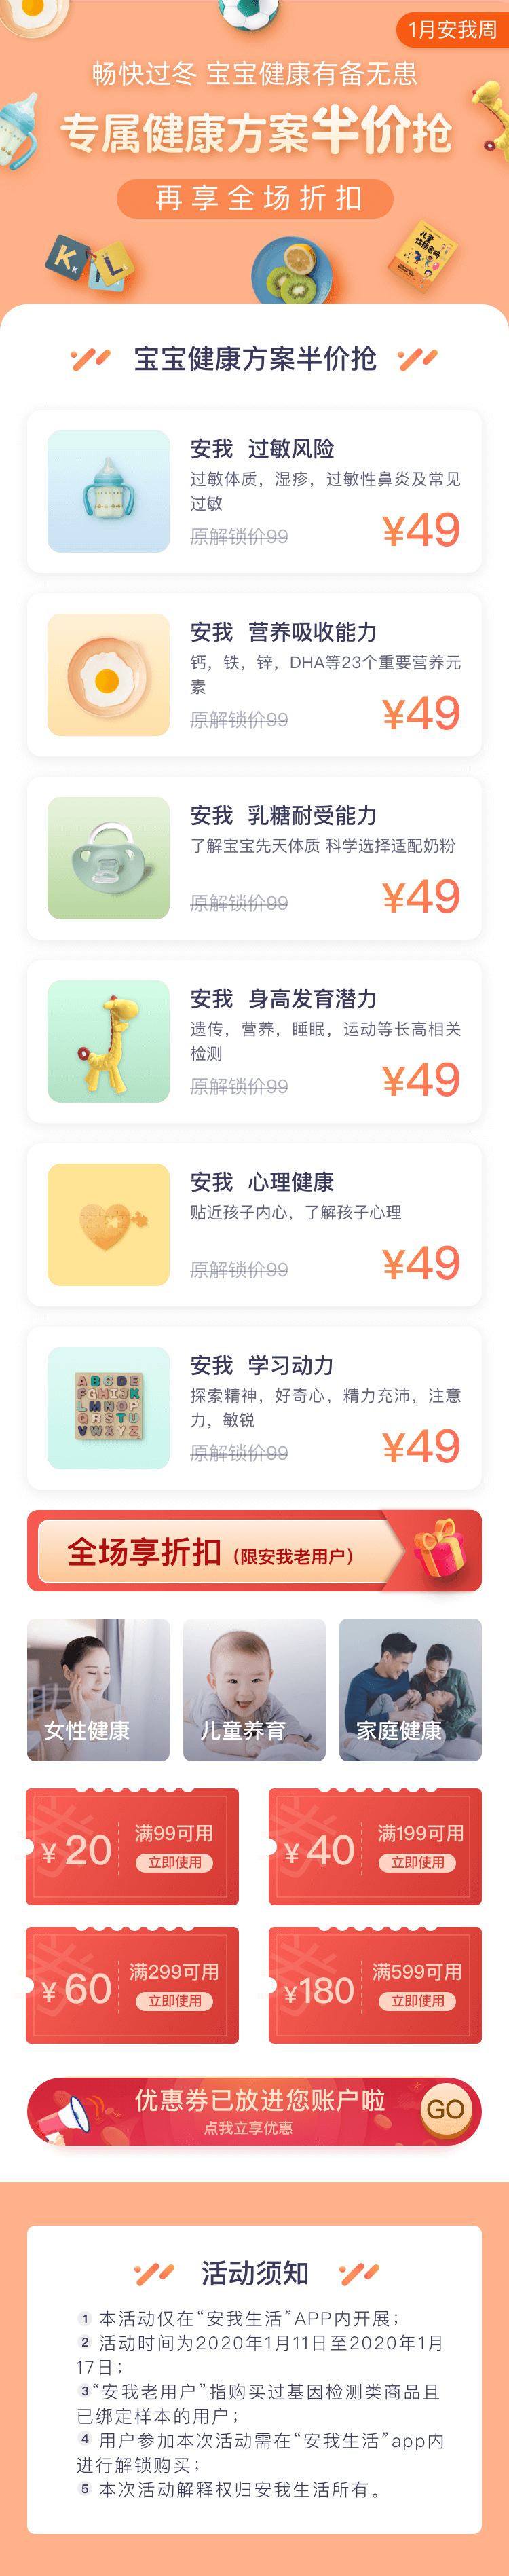 1月安我周
畅快过冬 宝宝健康有备无患
专属健康方案半价抢
再享全场折扣
K
K
L
儿童
性格密码
宝宝健康方案半价抢
安我 过敏风险
过敏体质，湿疹，过敏性鼻炎及常见
过敏
原解锁价99
¥49
安我 营养吸收能力
钙，铁，锌，DHA等23个重要营养元
素
原解锁价99
¥49
安我 乳糖耐受能力
了解宝宝先天体质 科学选择适配奶粉
原解锁价99
¥49
安我 身高发育潜力
遗传，营养，睡眠，运动等长高相关
检测
原解锁价99
¥49
安我 心理健康
贴近孩子内心，了解孩子心理
原解锁价99
¥49
安我 学习动力
探索精神，好奇心，精力充沛，注意
力，敏锐
原解锁价99
¥49
ABCDE
FGHIJK
LMNOP
QRSTU
VWXYZ
全场享折扣（限安我老用户）
女性健康
儿童养育
家庭健康
¥ 20
满99可用
立即使用
¥ 40
满199可用
立即使用
¥ 60
满299可用
立即使用
¥180
满599可用
立即使用
优惠券已放进您账户啦
点我立享优惠
GO
活动须知
1 本活动仅在“安我生活”APP内开展；
2 活动时间为2020年1月11日至2020年1月
17日；
3“安我老用户”指购买过基因检测类商品且
已绑定样本的用户；
4 用户参加本次活动需在“安我生活”app内
进行解锁购买；
5 本次活动解释权归安我生活所有。